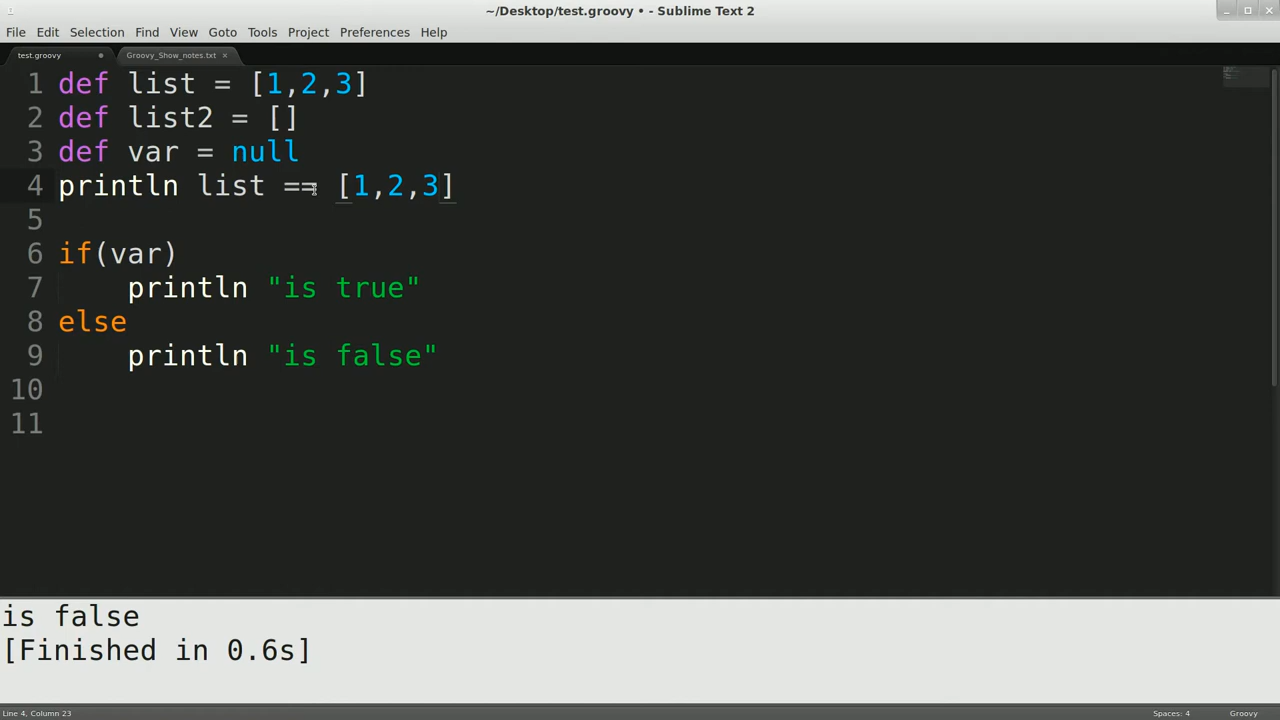 ~/Desktop/test.groovy • - Sublime Text 2
File Edit Selection Find View Goto Tools Project Preferences Help
test.groovy Groovy_Show_notes.txt ×
1 def list = [1,2,3]
2 def list2 = []
3 def var = null
4 println list == [1,2,3]
5
6 if(var)
7 println "is true"
8 else
9 println "is false"
10
11
is false
[Finished in 0.6s]
Line 4, Column 23 Spaces: 4 Groovy